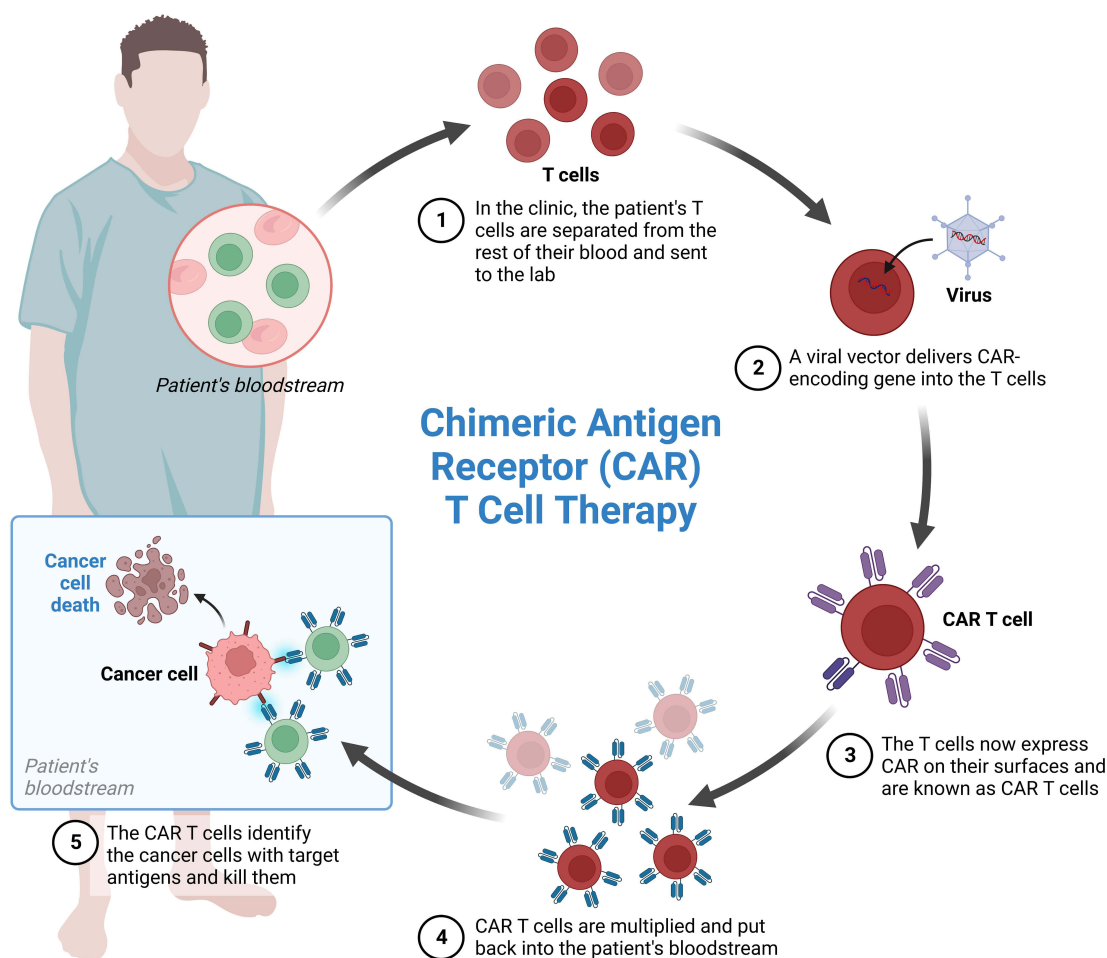 T cells
1
In the clinic, the patient's T
cells are separated from the
rest of their blood and sent
to the lab
Patient's bloodstream
Virus
2
A viral vector delivers CAR-
encoding gene into the T cells
Chimeric Antigen
Receptor (CAR)
T Cell Therapy
CAR T cell
3
The T cells now express
CAR on their surfaces and
are known as CAR T cells
4
CAR T cells are multiplied and put
back into the patient's bloodstream
Cancer
cell
death
Cancer cell
Patient's
bloodstream
5
The CAR T cells identify
the cancer cells with target
antigens and kill them